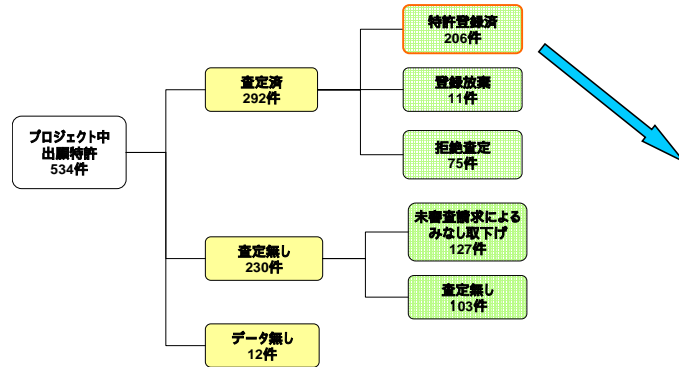 プロジェクト中
出願特許
534件
査定済
292件
特許登録済
206件
登録放棄
11件
拒絶査定
75件
査定無し
230件
未審査請求による
みなし取下げ
127件
査定無し
103件
データ無し
12件